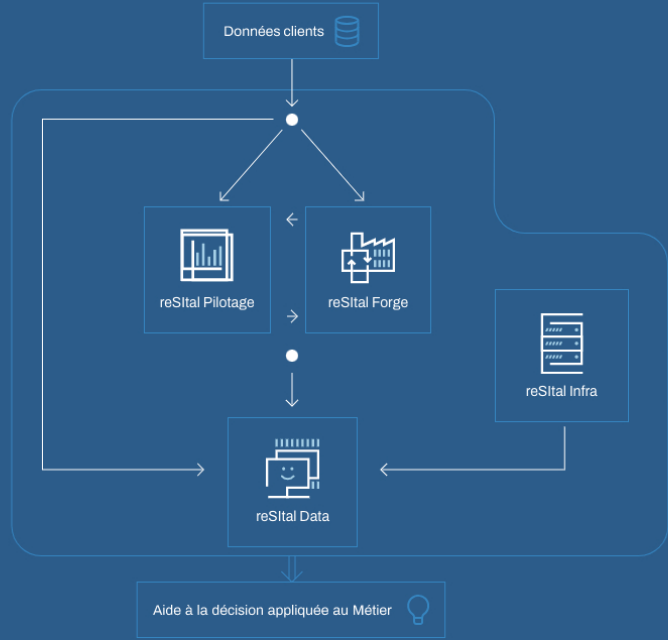 Données clients
reSItal Pilotage
reSItal Forge
reSItal Infra
reSItal Data
Aide à la décision appliquée au Métier